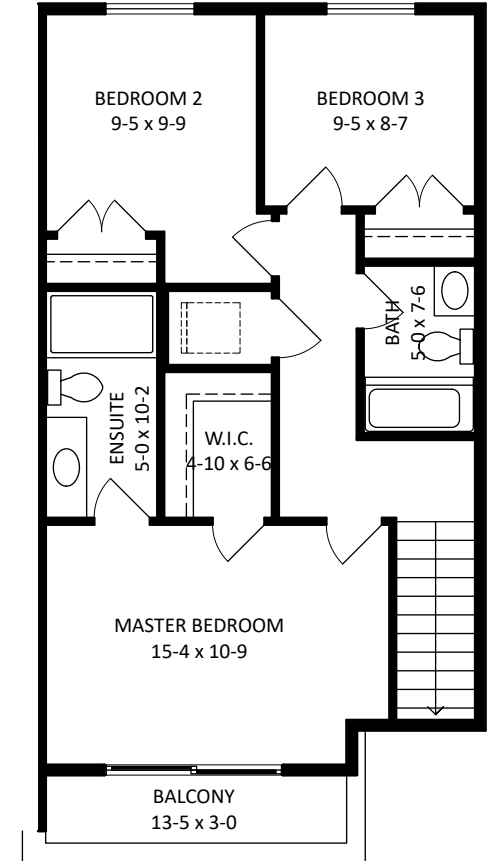 BEDROOM 2
9-5 x 9-9
BEDROOM 3
9-5 x 8-7
BATH
5-0 x 7-6
ENSUITE
5-0 x 10-2
W.I.C.
4-10 x 6-6
MASTER BEDROOM
15-4 x 10-9
BALCONY
13-5 x 3-0